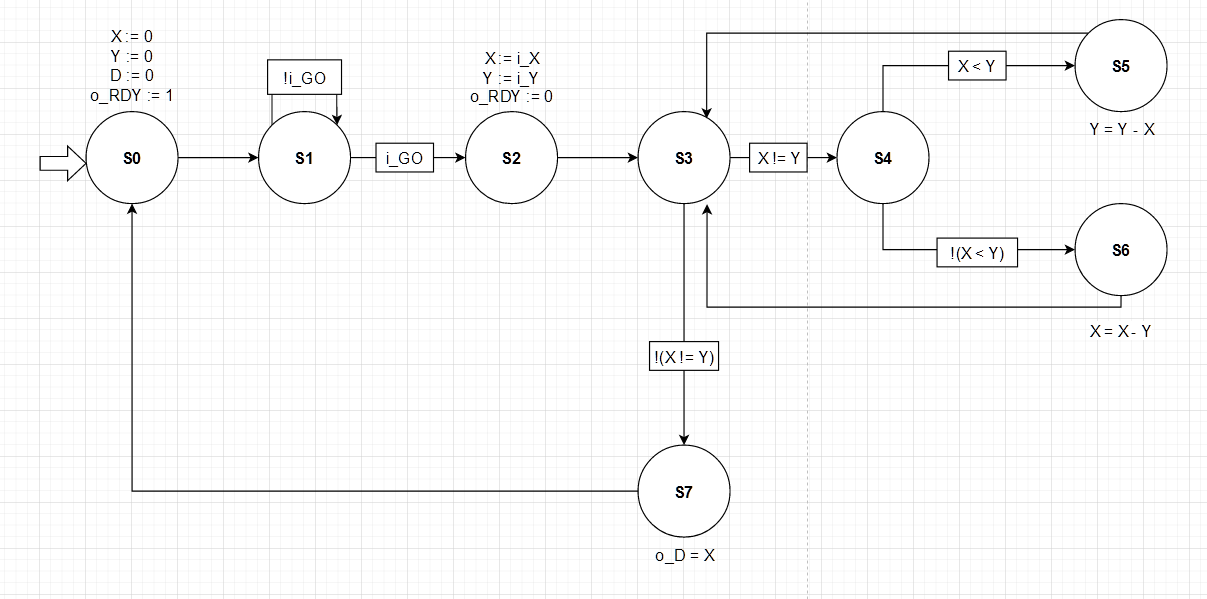 X := 0
Y := 0
D := 0
o_RDY := 1
!i_GO
X := i_X
Y := i_Y
o_RDY := 0
S0
S1
i_GO
S2
S3
X != Y
S4
X < Y
S5
Y = Y - X
!(X < Y)
S6
X = X - Y
!(X != Y)
S7
o_D = X